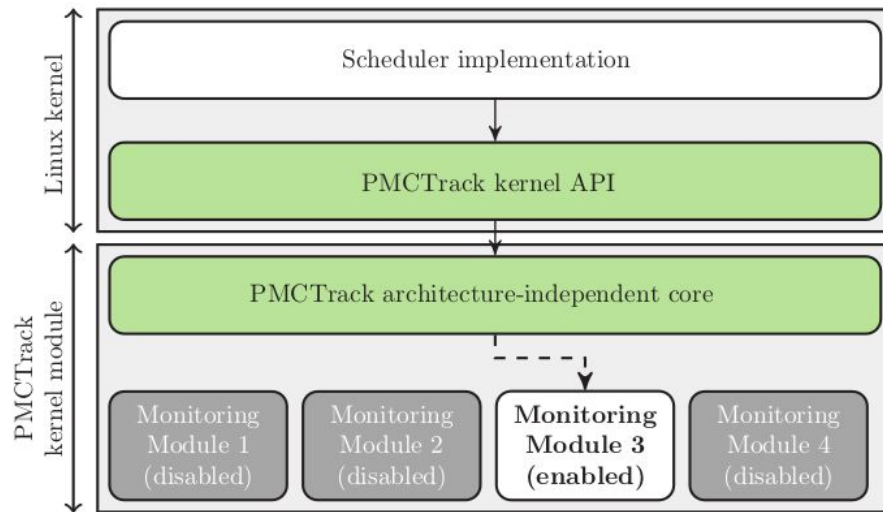 Linux kernel
Scheduler implementation
PMCTrack kernel API
PMCTrack
kernel module
PMCTrack architecture-independent core
Monitoring
Module 1
(disabled)
Monitoring
Module 2
(disabled)
Monitoring
Module 3
(enabled)
Monitoring
Module 4
(disabled)